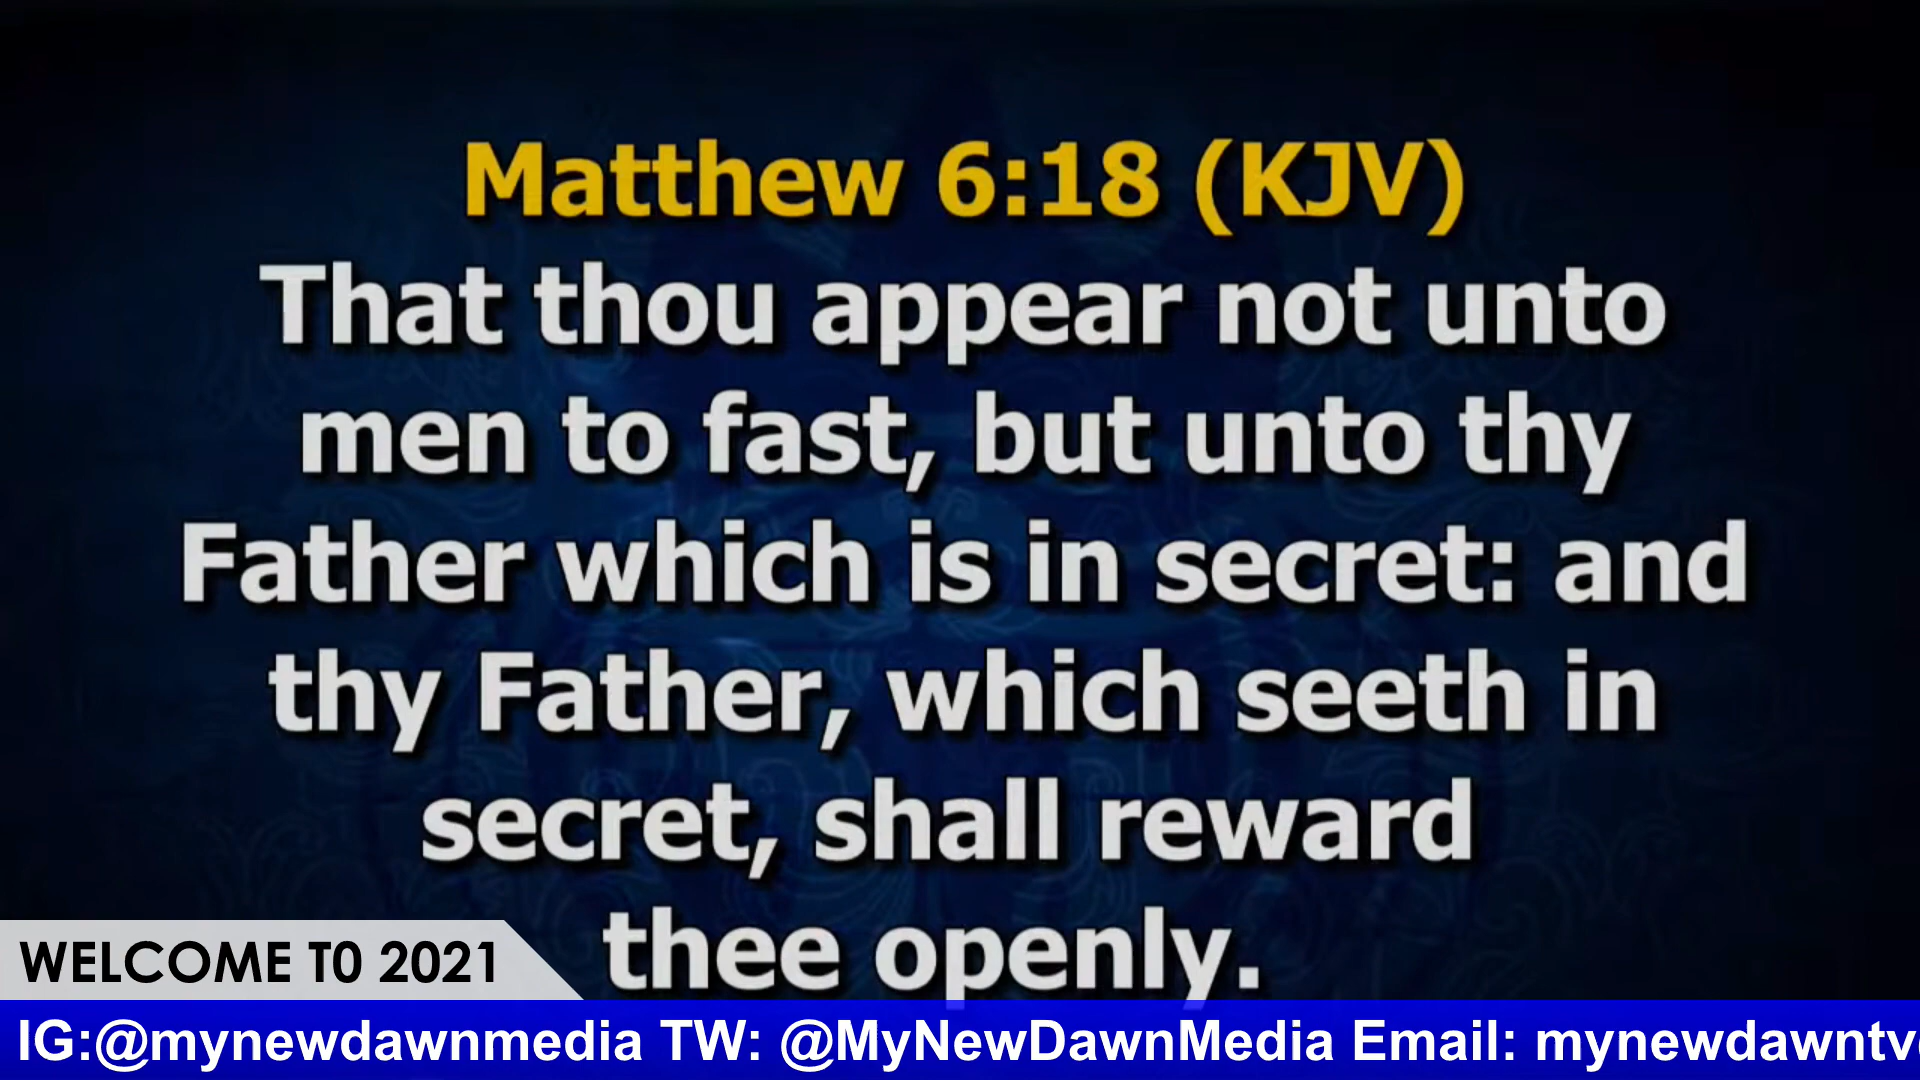 Matthew 6:18 (KJV)
That thou appear not unto
men to fast, but unto thy
Father which is in secret: and
thy Father, which seeth in
secret, shall reward
thee openly.
WELCOME T0 2021
IG:@mynewdawnmedia TW: @MyNewDawnMedia Email: mynewdawntv